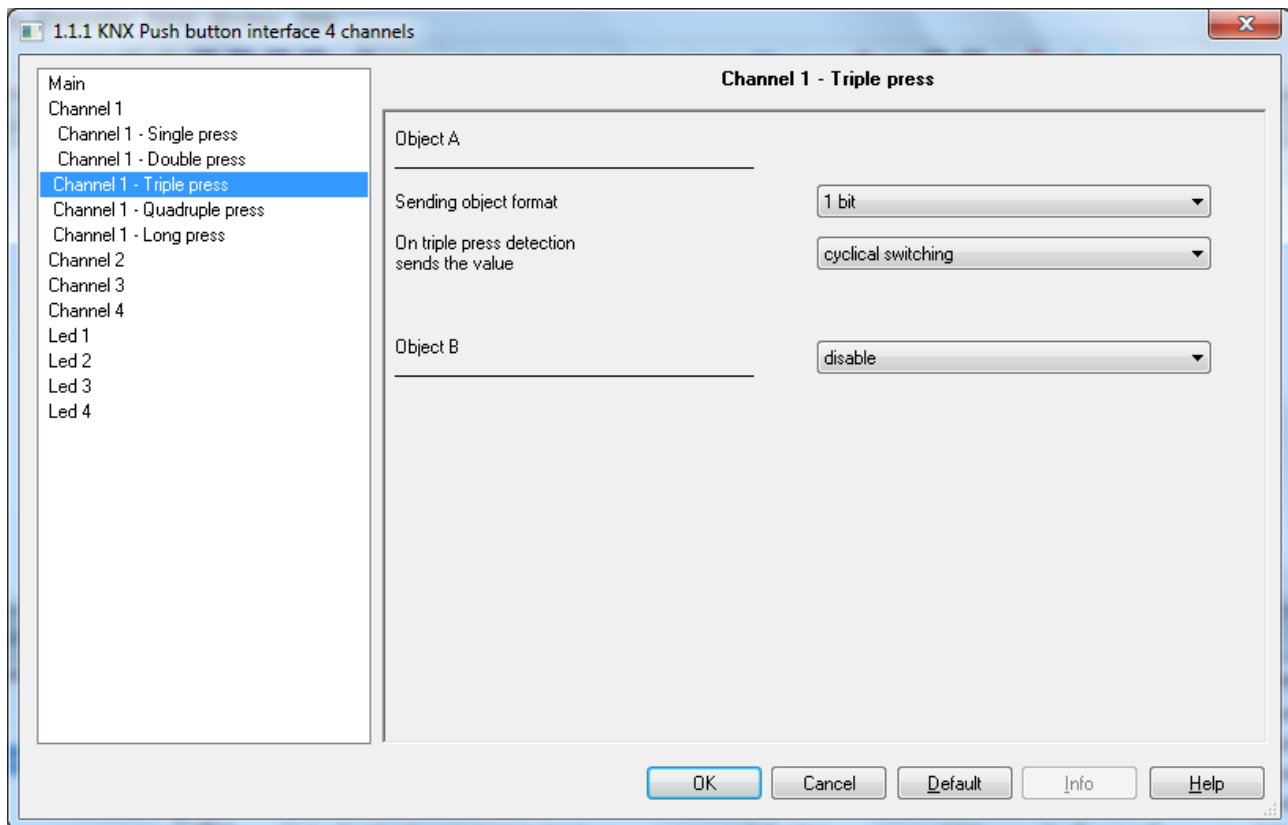 1.1.1 KNX Push button interface 4 channels
Main
Channel 1
Channel 1 - Single press
Channel 1 - Double press
Channel 1 - Triple press
Channel 1 - Quadruple press
Channel 1 - Long press
Channel 2
Channel 3
Channel 4
Led 1
Led 2
Led 3
Led 4
Channel 1 - Triple press
Object A
Sending object format
1 bit
On triple press detection
sends the value
cyclical switching
Object B
disable
OK
Cancel
Default
Info
Help